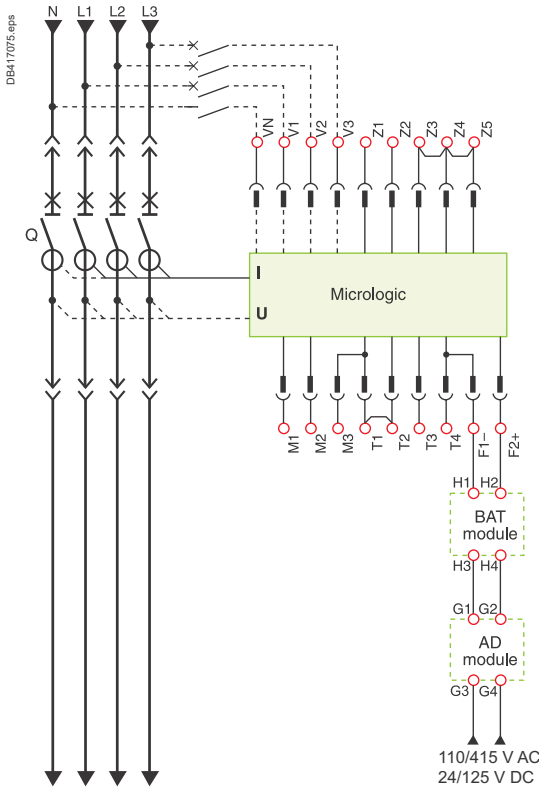 DB417075.eps
N L1 L2 L3
VN V1 V2 V3 Z1 Z2 Z3 Z4 Z5
Q
I
Micrologic
U
M1 M2 M3 T1 T2 T3 T4 F1– F2+
H1 H2
BAT
module
H3 H4
G1 G2
AD
module
G3 G4
110/415 V AC
24/125 V DC